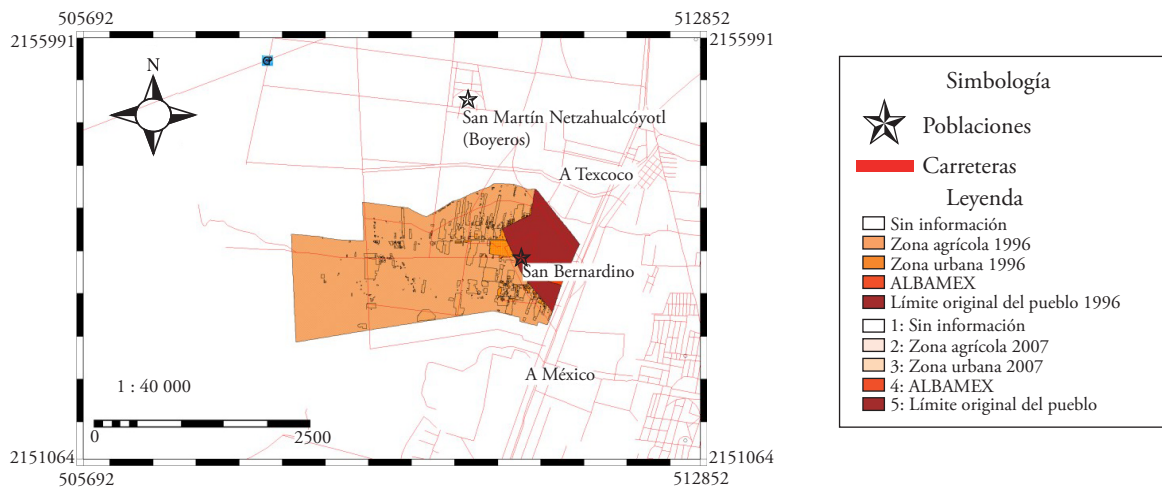 505692
512852
2155991
2155991
N
San Martín Netzahualcóyotl
(Boyeros)
A Texcoco
San Bernardino
A México
1 : 40 000
0
2500
2151064
2151064
505692
512852
Simbología
Poblaciones
Carreteras
Leyenda
Sin información
Zona agrícola 1996
Zona urbana 1996
ALBAMEX
Límite original del pueblo 1996
1: Sin información
2: Zona agrícola 2007
3: Zona urbana 2007
4: ALBAMEX
5: Límite original del pueblo